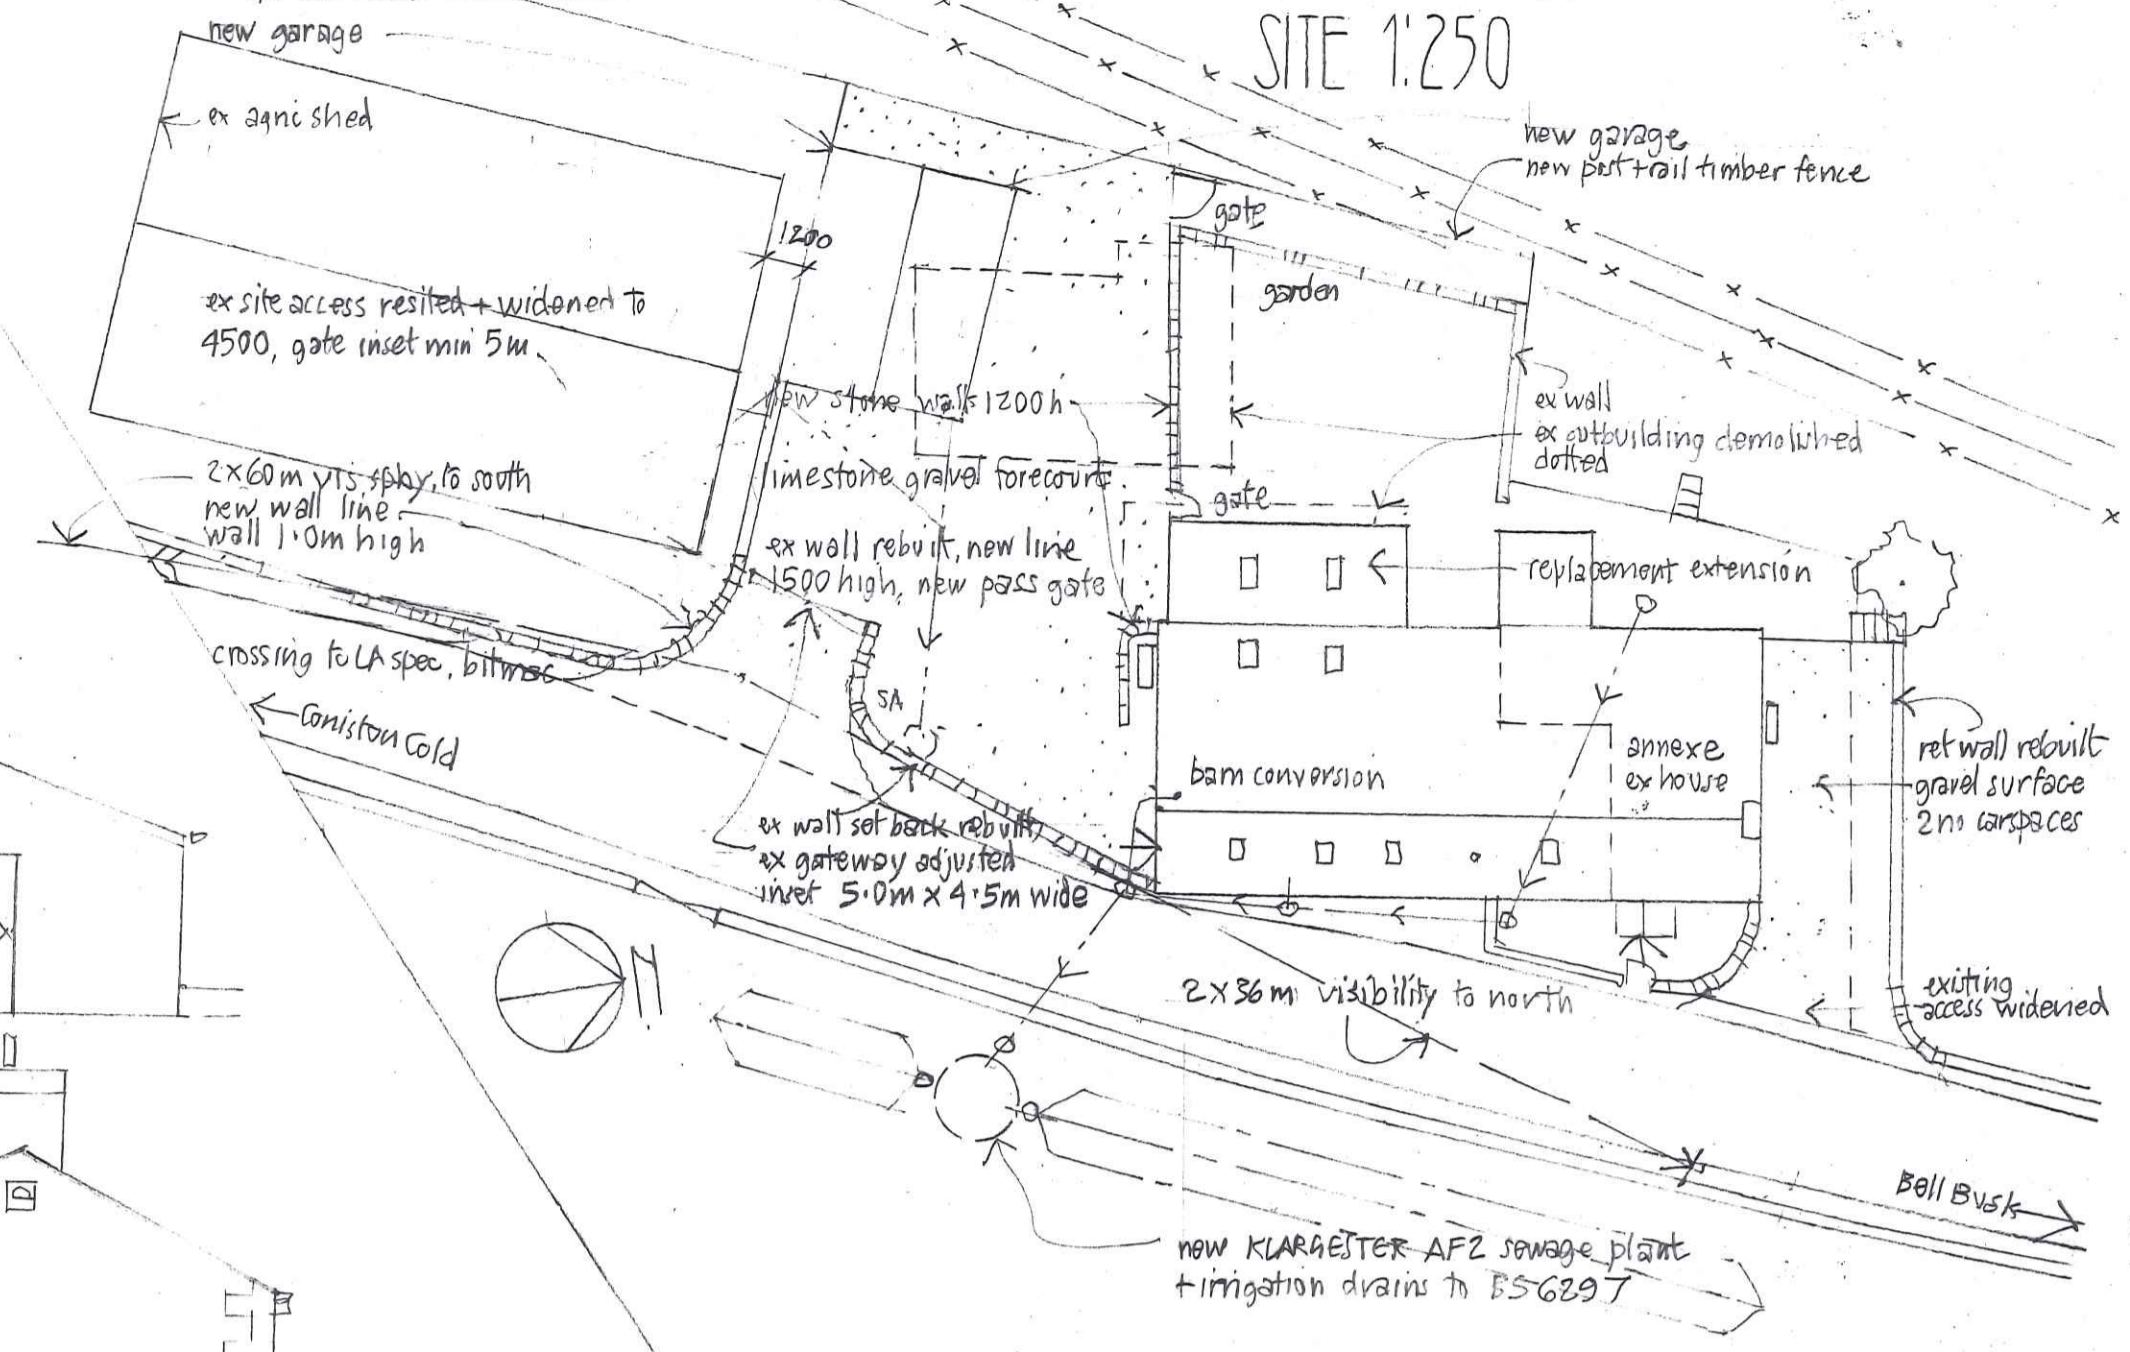 SITE 1:250
new garage
ex agric shed
new garage
new post + rail timber fence
1200
gate
garden
ex site access resited + widened to
4500, gate inset min 5m
new stone walls 1200h
ex wall
ex outbuilding demolished
dotted
2x60m vis splay, to south
new wall line
wall 1.0m high
limestone gravel forecourt
gate
ex wall rebuilt, new line
1500 high, new pass gate
replacement extension
crossing to LA spec, bitmac
SA
Coniston Cold
barn conversion
annexe
ex house
ret wall rebuilt
gravel surface
2no carspaces
ex wall set back rebuilt
ex gateway adjusted
inset 5.0m x 4.5m wide
N
2x36m visibility to north
existing
access widened
Bell Busk
new KLARGESTER AF2 sewage plant
+ irrigation drains to BS6297
D